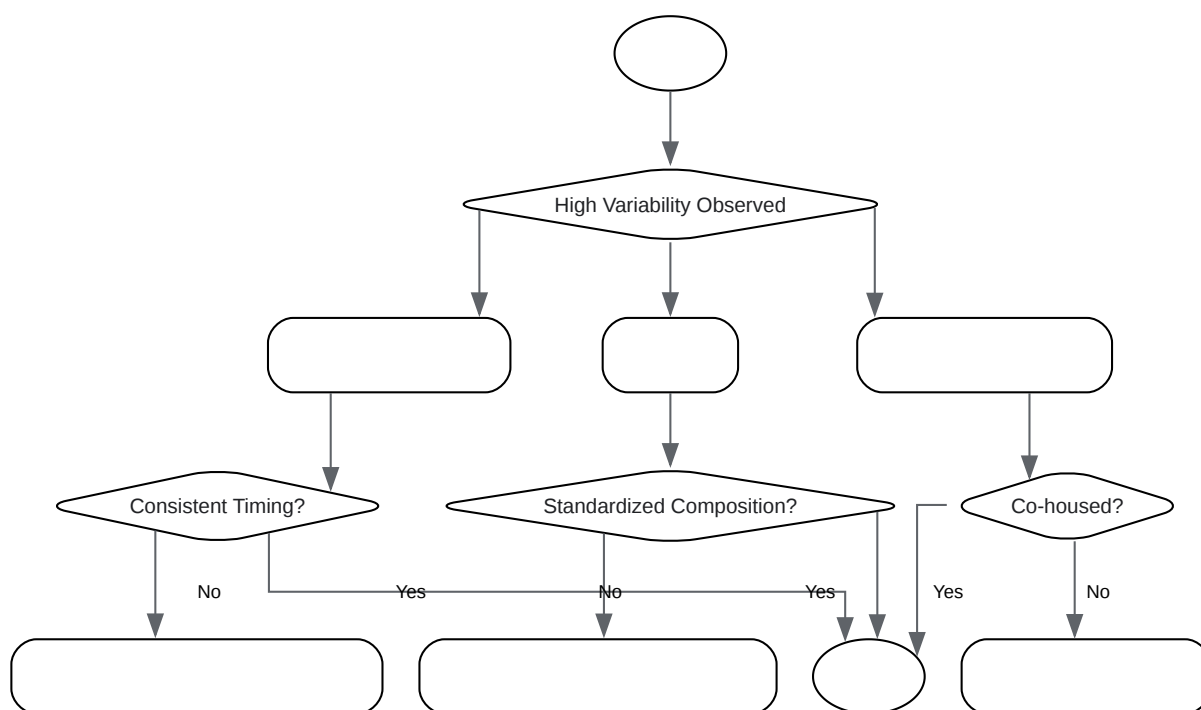 High Variability Observed
Consistent Timing?
Standardized Composition?
Co-housed?
No
Yes
No
Yes
Yes
No